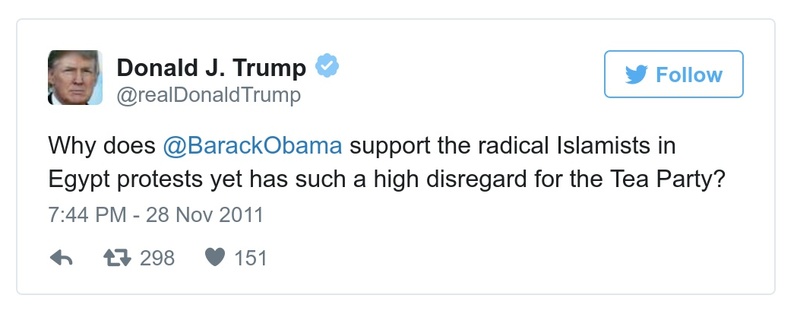 Donald J. Trump
@realDonaldTrump
Follow
Why does @BarackObama support the radical Islamists in
Egypt protests yet has such a high disregard for the Tea Party?
7:44 PM - 28 Nov 2011
298 151